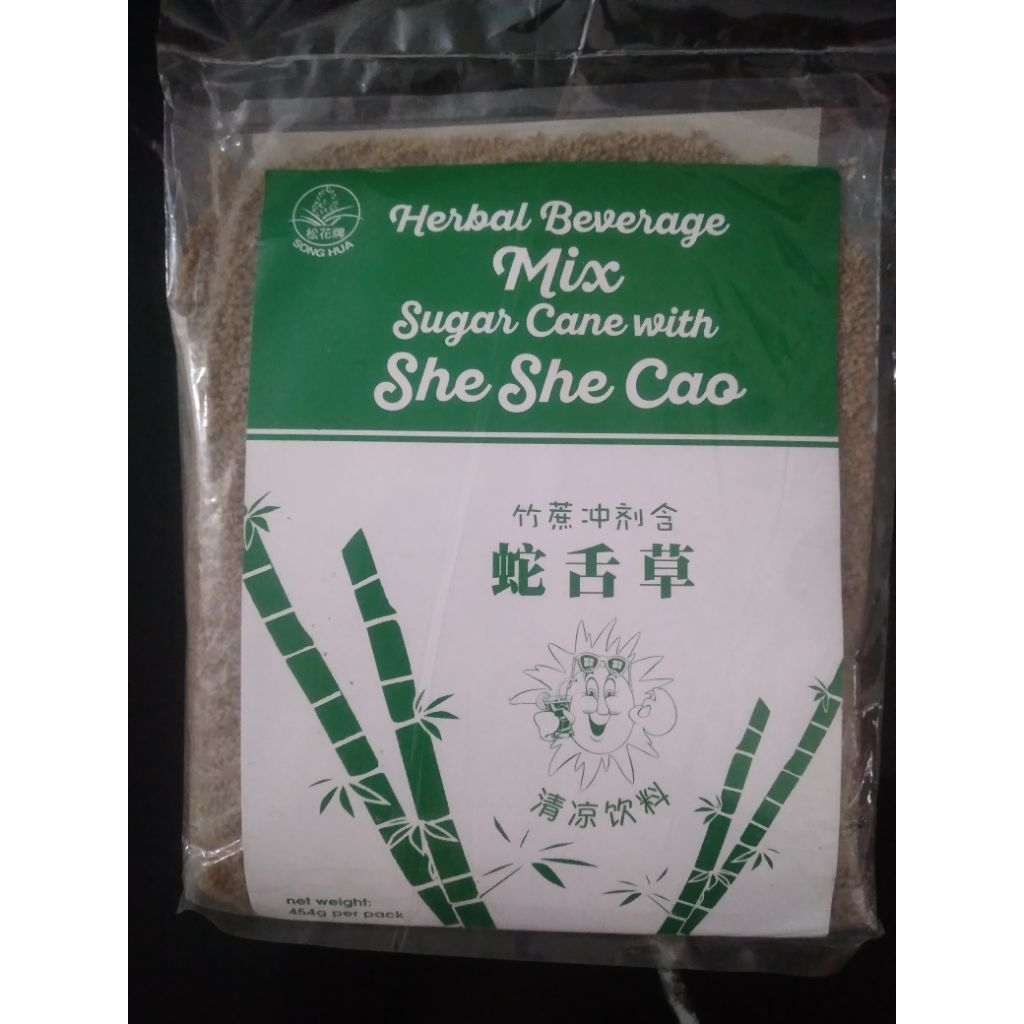 松花牌
SONG HUA
Herbal Beverage
Mix
Sugar Cane with
She She Cao
竹蔗冲剂含
蛇舌草
清凉饮料
net weight:
454g per pack